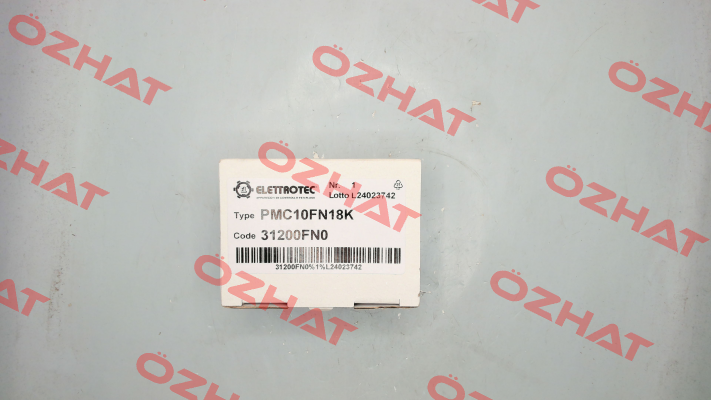 ELETTROTEC
Nr. 1
Lotto L24023742
Type PMC10FN18K
Code 31200FN0
31200FN0%1%L24023742
ÖZHAT
ÖZHAT
ÖZHAT
ÖZHAT
ÖZHAT
ÖZHAT
ÖZHAT
ÖZHAT
ÖZHAT
ÖZHAT
ÖZHAT